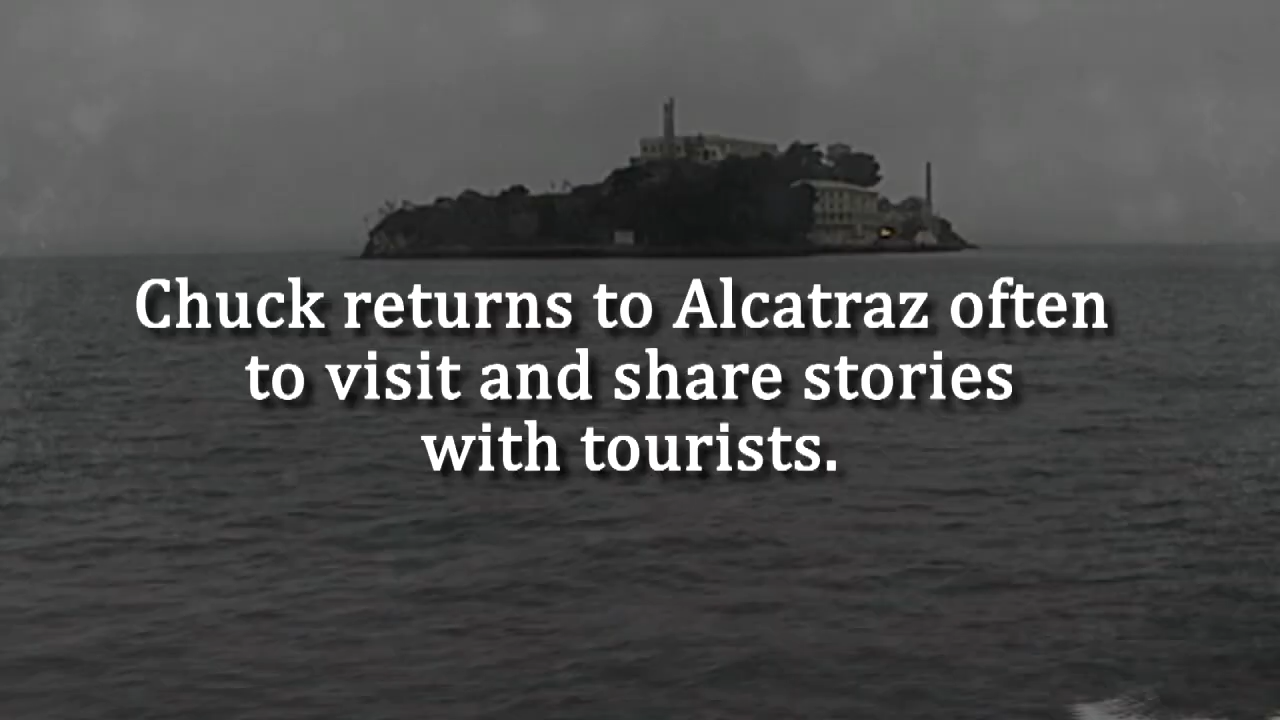 Chuck returns to Alcatraz often
to visit and share stories
with tourists.